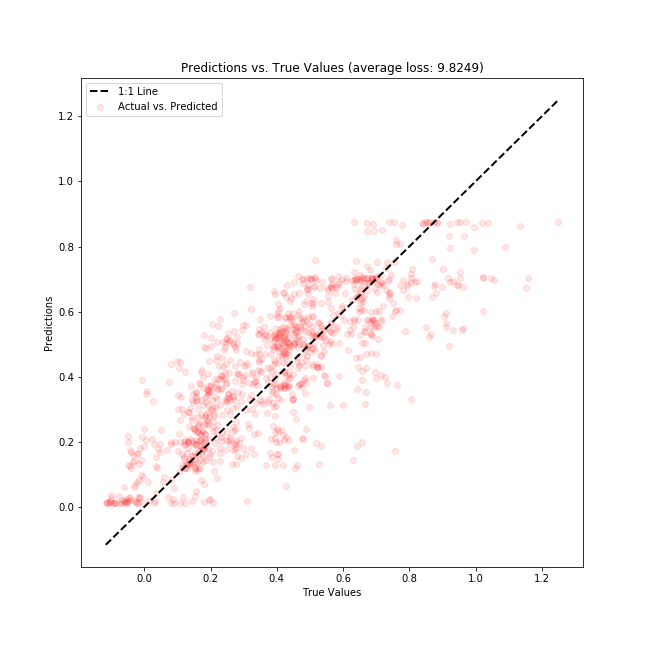 Predictions vs. True Values (average loss: 9.8249)
1:1 Line
Actual vs. Predicted
1.2
1.0
0.8
0.6
0.4
0.2
0.0
Predictions
0.0 0.2 0.4 0.6 0.8 1.0 1.2
True Values